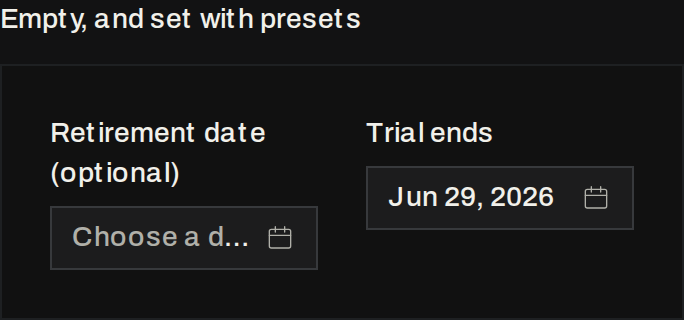 Empty, and set with presets
Retirement date
(optional)
Choose a d...
Trial ends
Jun 29, 2026